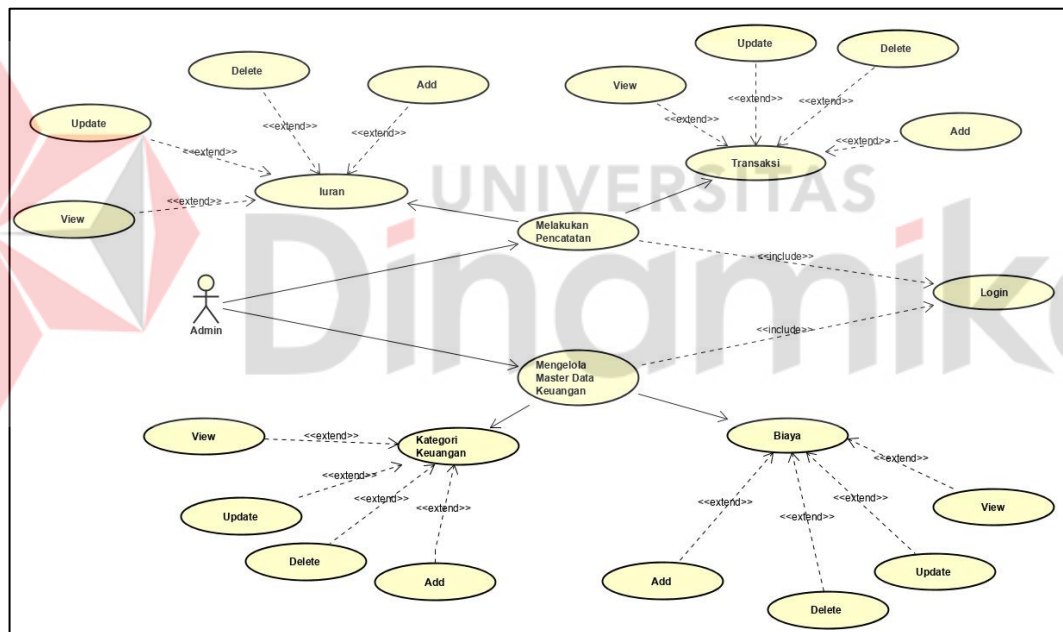 Update
Delete
Delete
View
Add
<<extend>>
<<extend>>
Update
<<extend>>
<<extend>>
<<extend>>
<<extend>>
Add
<<extend>>
Transaksi
Iuran
UNIVERSITAS
View
<<extend>>
Melakukan
Pencatatan
Dinamika
<<include>>
Login
Admin
<<include>>
Mengelola
Master Data
Keuangan
View
<<extend>>
Kategori
Keuangan
Biaya
<<extend>>
<<extend>>
View
<<extend>>
<<extend>>
<<extend>>
<<extend>>
<<extend>>
Update
Delete
Add
Add
Update
Delete